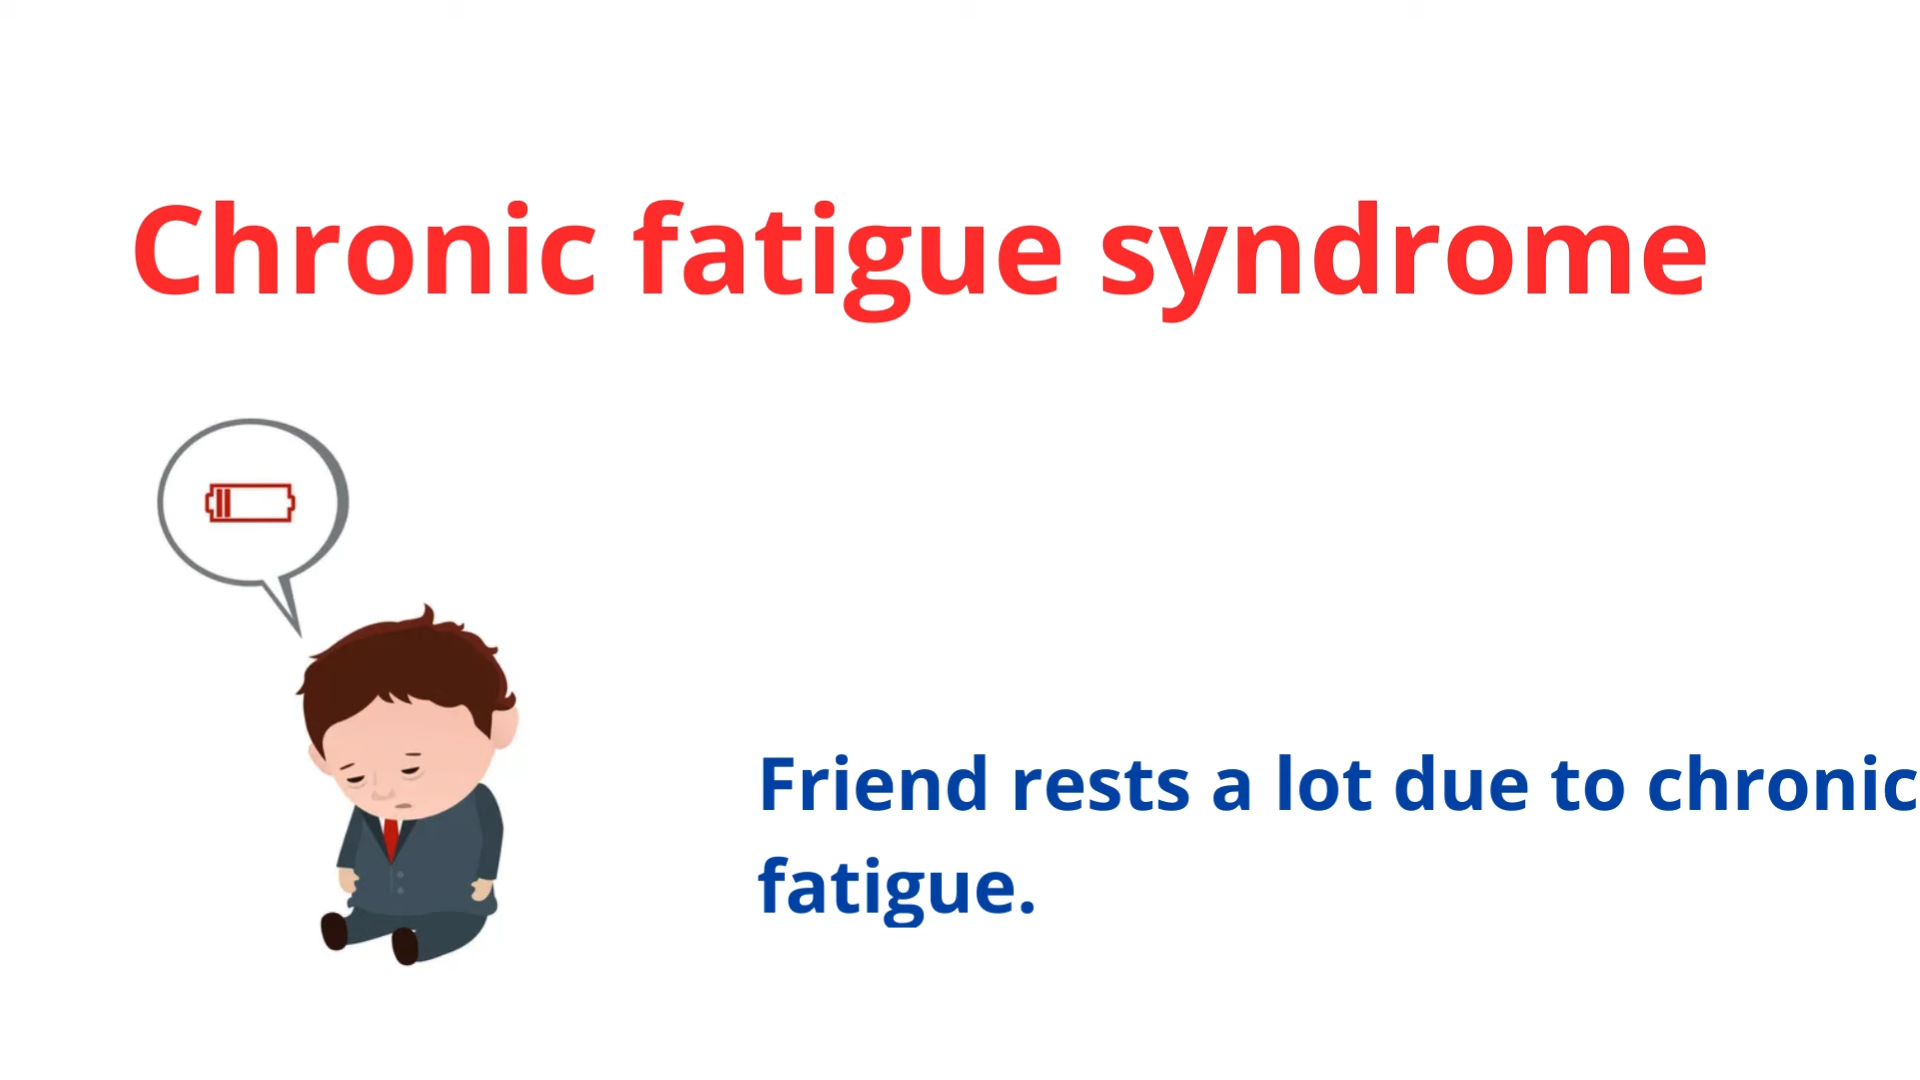 Chronic fatigue syndrome
Friend rests a lot due to chronic
fatigue.